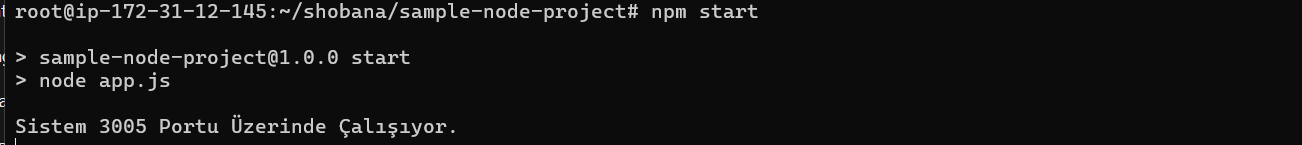 root@ip-172-31-12-145:~/shobana/sample-node-project# npm start
> sample-node-project@1.0.0 start
> node app.js
Sistem 3005 Portu Üzerinde Çalışıyor.